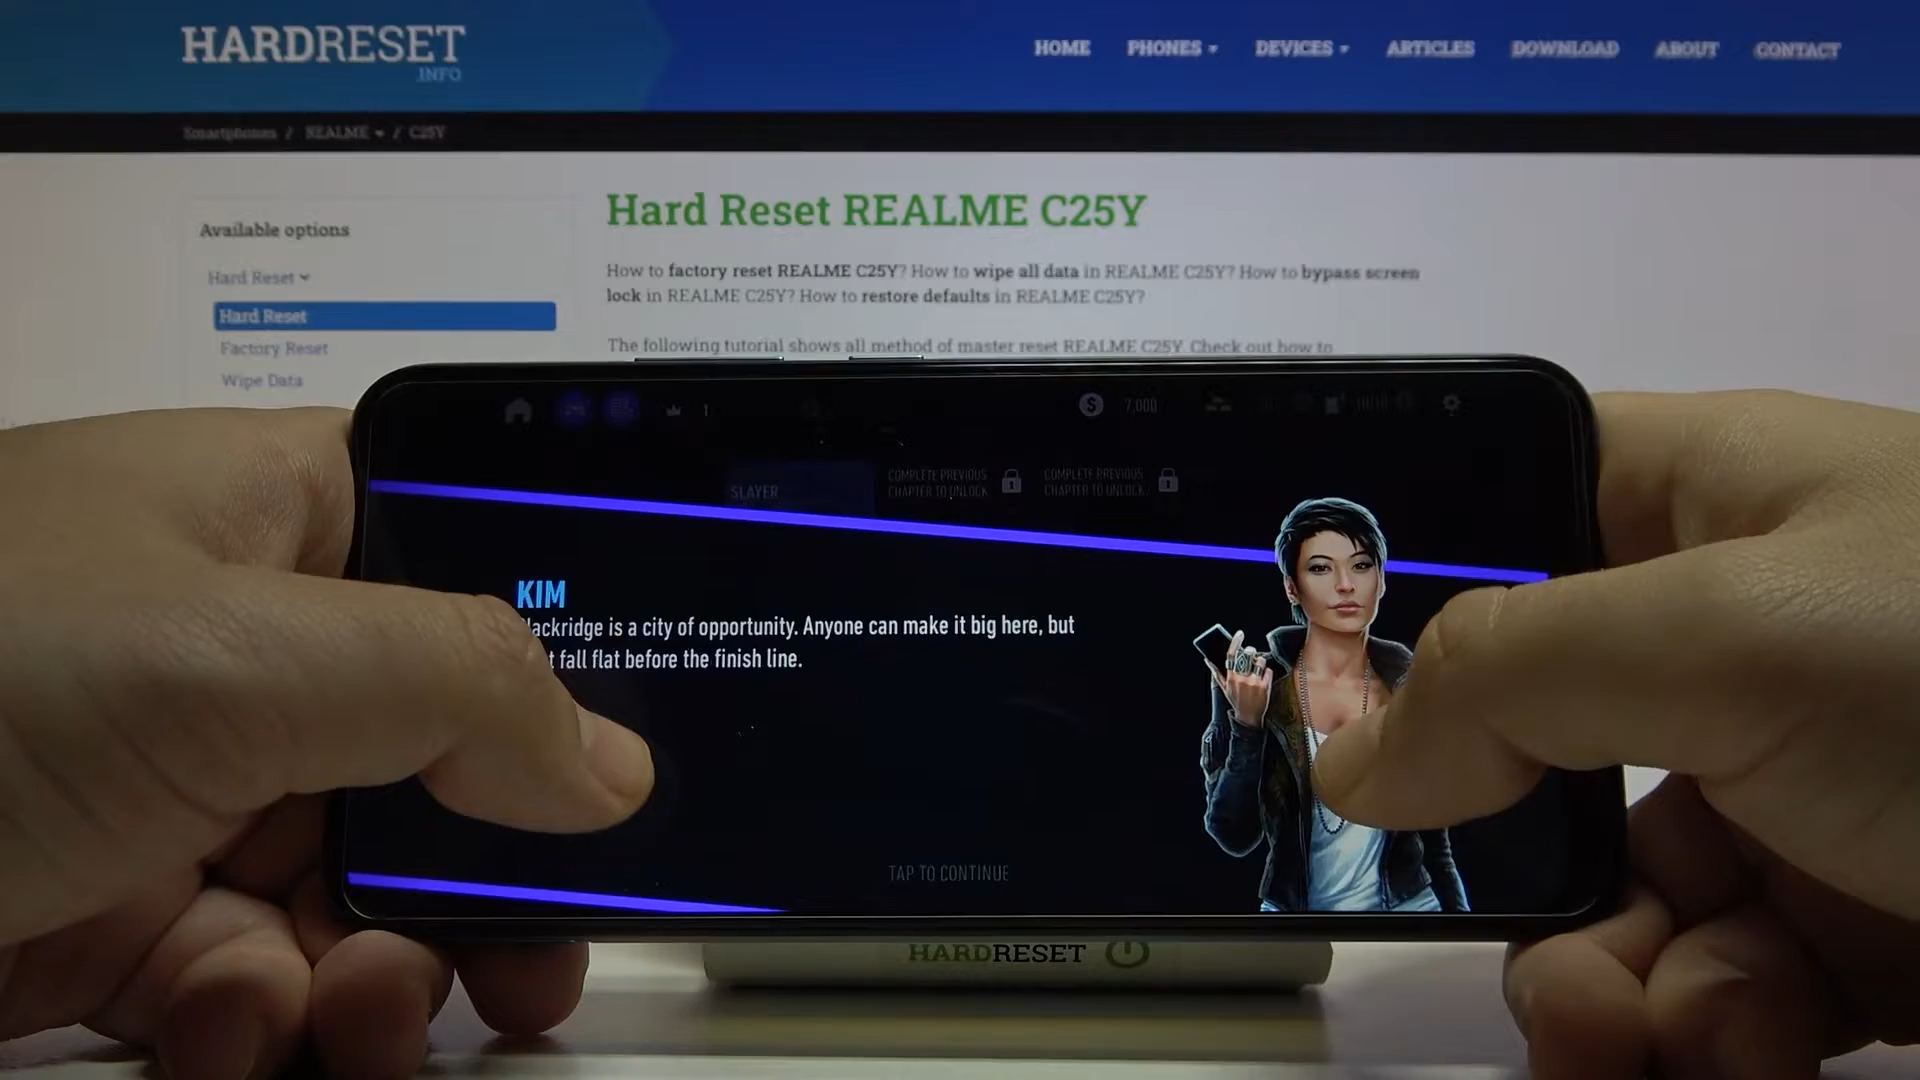 HARDRESET
.INFO
HOME PHONES DEVICES ARTICLES DOWNLOAD ABOUT CONTACT
Smartphones / REALME / C25Y
Available options
Hard Reset
Hard Reset
Factory Reset
Wipe Data
Hard Reset REALME C25Y
How to factory reset REALME C25Y? How to wipe all data in REALME C25Y? How to bypass screen
lock in REALME C25Y? How to restore defaults in REALME C25Y?
The following tutorial shows all method of master reset REALME C25Y. Check out how to
1
$ 7,000
SLAYER
COMPLETE PREVIOUS
CHAPTER TO UNLOCK
COMPLETE PREVIOUS
CHAPTER TO UNLOCK
KIM
lackridge is a city of opportunity. Anyone can make it big here, but
t fall flat before the finish line.
TAP TO CONTINUE
HARDRESET